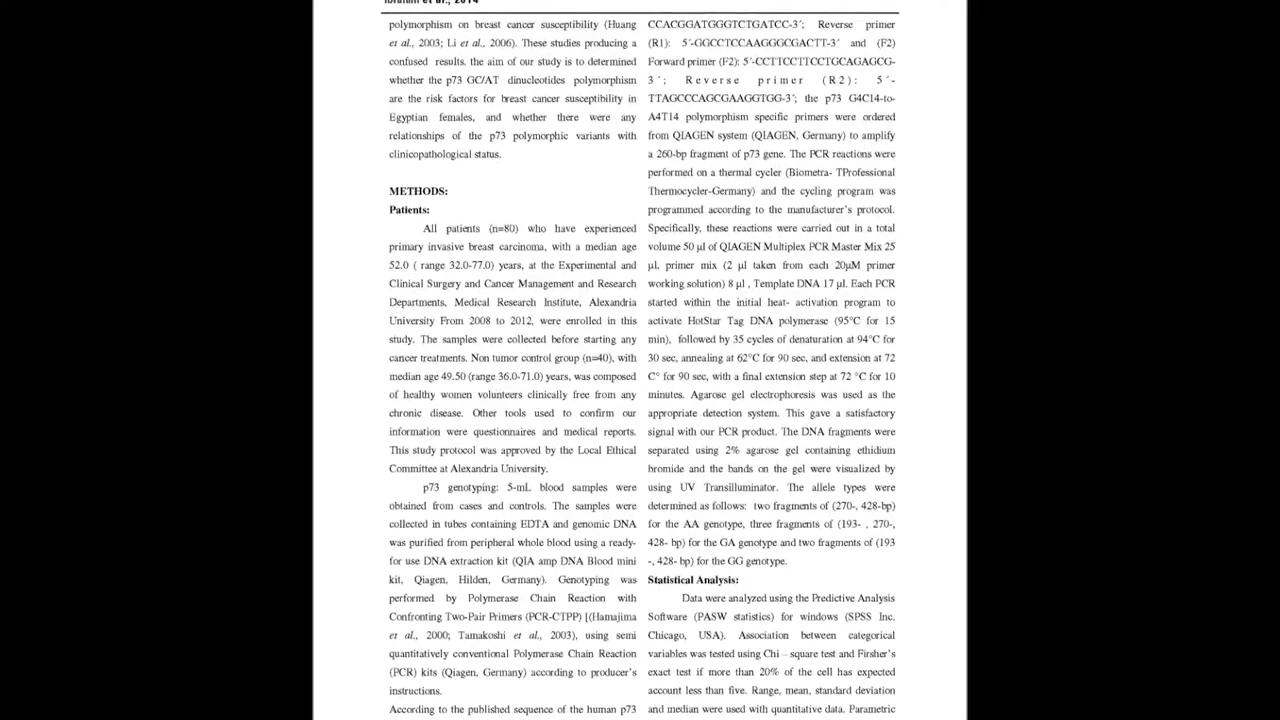 Ibrahim et al., 2014
polymorphism on breast cancer susceptibility (Huang
et al., 2003; Li et al., 2006). These studies producing a
confused results, the aim of our study is to determined
whether the p73 GC/AT dinucleotides polymorphism
are the risk factors for breast cancer susceptibility in
Egyptian females, and whether there were any
relationships of the p73 polymorphic variants with
clinicopathological status.
METHODS:
Patients:
All patients (n=80) who have experienced
primary invasive breast carcinoma, with a median age
52.0 ( range 32.0-77.0) years, at the Experimental and
Clinical Surgery and Cancer Management and Research
Departments, Medical Research Institute, Alexandria
University From 2008 to 2012, were enrolled in this
study. The samples were collected before starting any
cancer treatments. Non tumor control group (n=40), with
median age 49.50 (range 36.0-71.0) years, was composed
of healthy women volunteers clinically free from any
chronic disease. Other tools used to confirm our
information were questionnaires and medical reports.
This study protocol was approved by the Local Ethical
Committee at Alexandria University.
p73 genotyping: 5-mL blood samples were
obtained from cases and controls. The samples were
collected in tubes containing EDTA and genomic DNA
was purified from peripheral whole blood using a ready-
for use DNA extraction kit (QIA amp DNA Blood mini
kit, Qiagen, Hilden, Germany). Genotyping was
performed by Polymerase Chain Reaction with
Confronting Two-Pair Primers (PCR-CTPP) [(Hamajima
et al., 2000; Tamakoshi et al., 2003), using semi
quantitatively conventional Polymerase Chain Reaction
(PCR) kits (Qiagen, Germany) according to producer's
instructions.
According to the published sequence of the human p73
CCACGGATGGGTCTGATCC-3´; Reverse primer
(R1): 5´-GGCCTCCAAGGGCGACTT-3´ and (F2)
Forward primer (F2): 5´-CCTTCCTTCCTGCAGAGCG-
3´; Reverse primer (R2): 5´-
TTAGCCCAGCGAAGGTGG-3´; the p73 G4C14-to-
A4T14 polymorphism specific primers were ordered
from QIAGEN system (QIAGEN, Germany) to amplify
a 260-bp fragment of p73 gene. The PCR reactions were
performed on a thermal cycler (Biometra- TProfessional
Thermocycler-Germany) and the cycling program was
programmed according to the manufacturer's protocol.
Specifically, these reactions were carried out in a total
volume 50 µl of QIAGEN Multiplex PCR Master Mix 25
µl, primer mix (2 µl taken from each 20µM primer
working solution) 8 µl , Template DNA 17 µl. Each PCR
started within the initial heat- activation program to
activate HotStar Tag DNA polymerase (95°C for 15
min), followed by 35 cycles of denaturation at 94°C for
30 sec, annealing at 62°C for 90 sec, and extension at 72
C° for 90 sec, with a final extension step at 72 °C for 10
minutes. Agarose gel electrophoresis was used as the
appropriate detection system. This gave a satisfactory
signal with our PCR product. The DNA fragments were
separated using 2% agarose gel containing ethidium
bromide and the bands on the gel were visualized by
using UV Transilluminator. The allele types were
determined as follows: two fragments of (270-, 428-bp)
for the AA genotype, three fragments of (193- , 270-,
428- bp) for the GA genotype and two fragments of (193
-, 428- bp) for the GG genotype.
Statistical Analysis:
Data were analyzed using the Predictive Analysis
Software (PASW statistics) for windows (SPSS Inc.
Chicago, USA). Association between categorical
variables was tested using Chi – square test and Firsher's
exact test if more than 20% of the cell has expected
account less than five. Range, mean, standard deviation
and median were used with quantitative data. Parametric